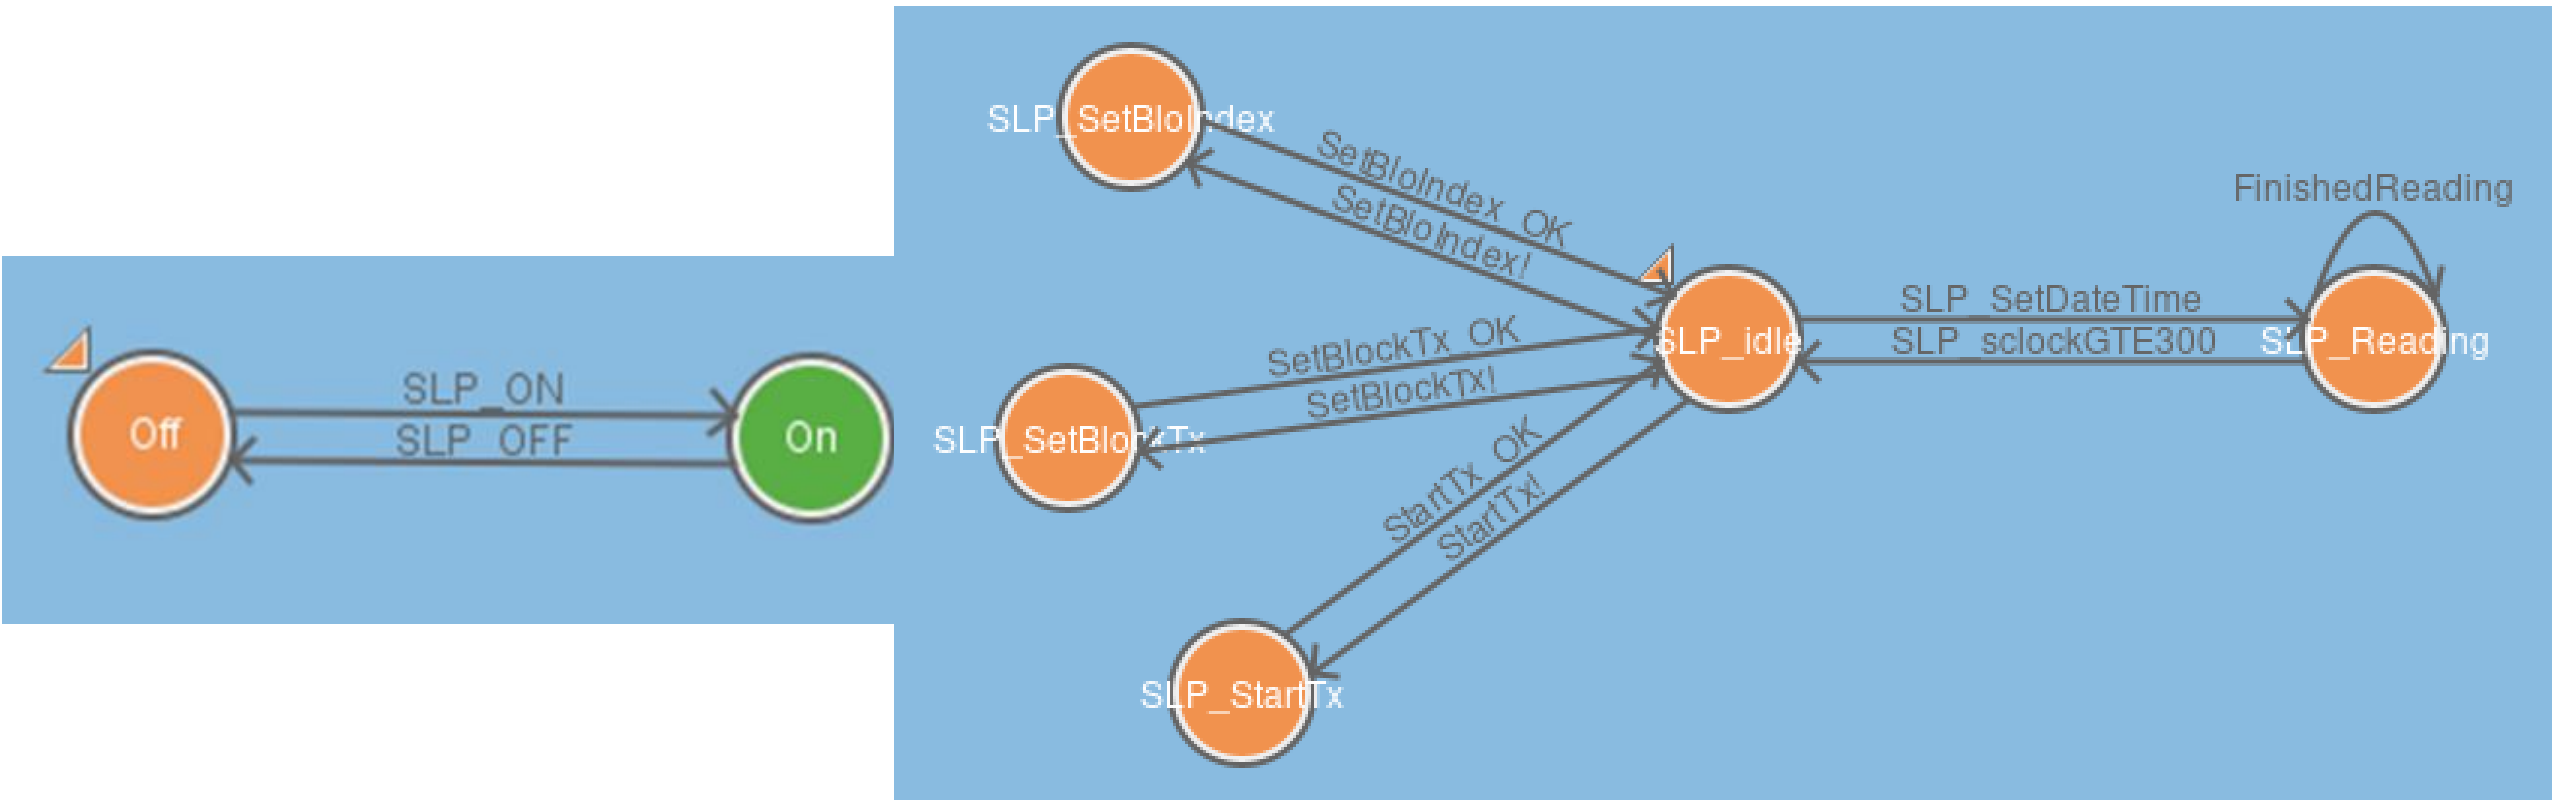 Off
SLP_ON
SLP_OFF
On
SLP_SetBloIndex
SetBloIndex_OK
SetBloIndex!
SLP_SetBlockTx
SetBlockTx_OK
SetBlockTx!
SLP_StartTx
StartTx_OK
StartTx!
SLP_idle
SLP_SetDateTime
SLP_sclockGTE300
FinishedReading
SLP_Reading